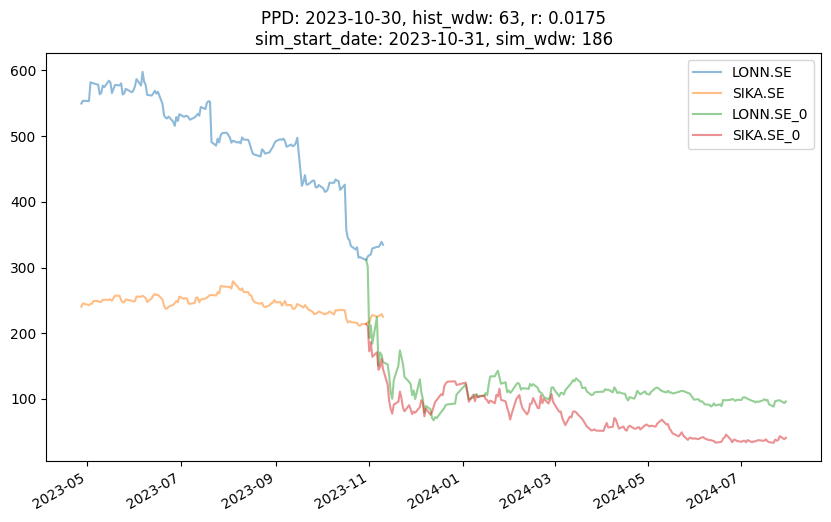 PPD: 2023-10-30, hist_wdw: 63, r: 0.0175
sim_start_date: 2023-10-31, sim_wdw: 186
LONN.SE
SIKA.SE
LONN.SE_0
SIKA.SE_0
600
500
400
300
200
100
2023-05
2023-07
2023-09
2023-11
2024-01
2024-03
2024-05
2024-07